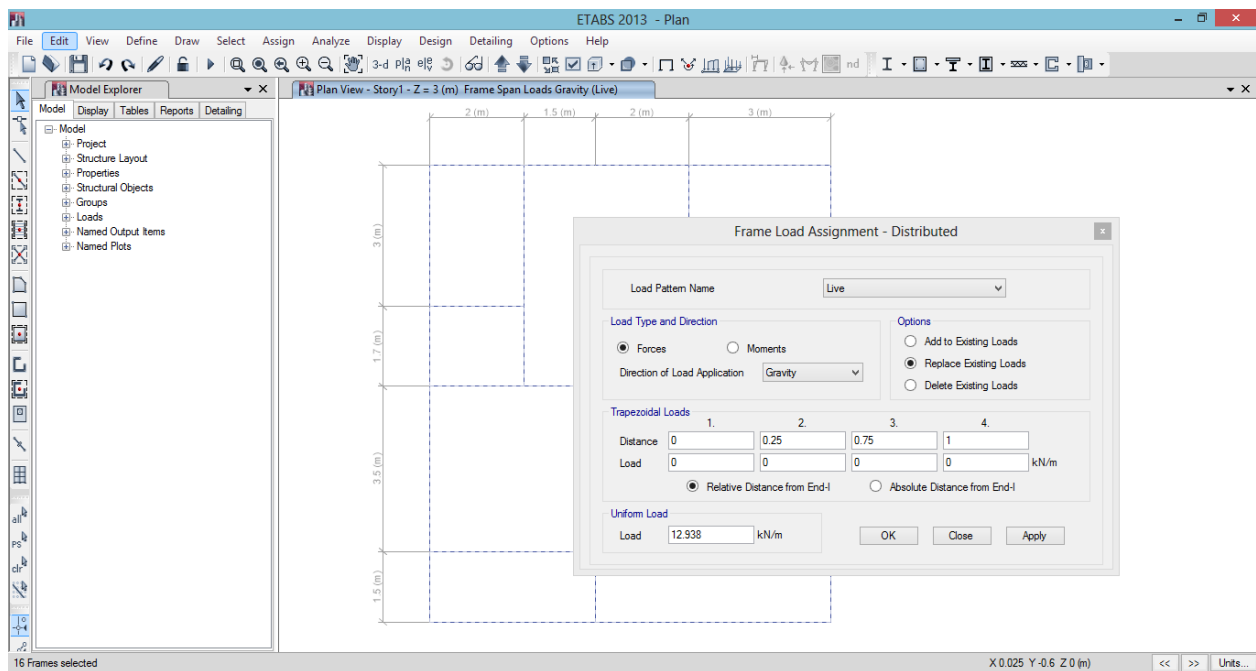 ETABS 2013 - Plan
File Edit View Define Draw Select Assign Analyze Display Design Detailing Options Help
3-d plạ elẹ nd
Model Explorer
Model Display Tables Reports Detailing
Model
Project
Structure Layout
Properties
Structural Objects
Groups
Loads
Named Output Items
Named Plots
all
PS
clr
Plan View - Story1 - Z = 3 (m) Frame Span Loads Gravity (Live)
2 (m) 1.5 (m) 2 (m) 3 (m)
3 (m)
1.7 (m)
3.5 (m)
1.5 (m)
Frame Load Assignment - Distributed
Load Pattern Name Live
Load Type and Direction
Forces Moments
Direction of Load Application Gravity
Options
Add to Existing Loads
Replace Existing Loads
Delete Existing Loads
Trapezoidal Loads
1. 2. 3. 4.
Distance 0 0.25 0.75 1
Load 0 0 0 0 kN/m
Relative Distance from End-I Absolute Distance from End-I
Uniform Load
Load 12.938 kN/m
OK Close Apply
16 Frames selected X 0.025 Y -0.6 Z 0 (m) << >> Units...